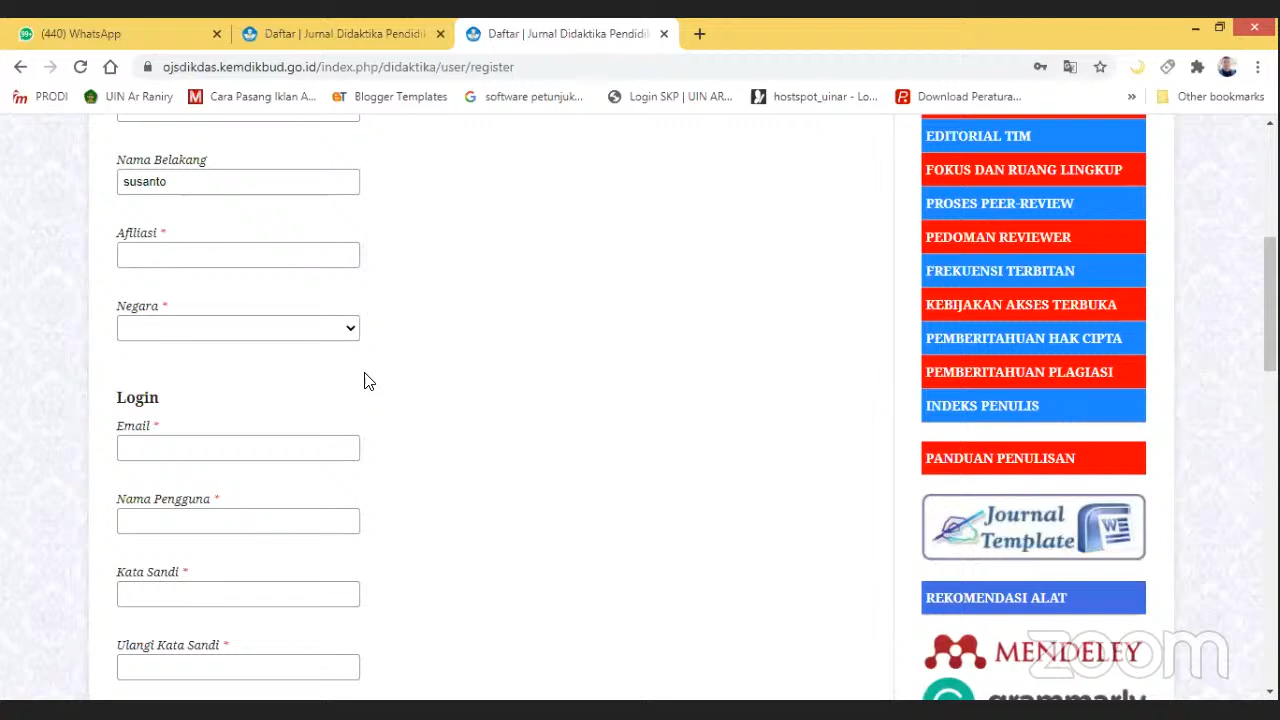 (440) WhatsApp
Daftar | Jurnal Didaktika Pendidi
Daftar | Jurnal Didaktika Pendidi
ojsdikdas.kemdikbud.go.id/index.php/didaktika/user/register
PRODI
UIN Ar Raniry
Cara Pasang Iklan A...
Blogger Templates
software petunjuk...
Login SKP | UIN AR...
hostspot_uinar - Lo...
Download Peratura...
»
Other bookmarks
Nama Belakang
susanto
Afiliasi *
Negara *
Login
Email *
Nama Pengguna *
Kata Sandi *
Ulangi Kata Sandi *
EDITORIAL TIM
FOKUS DAN RUANG LINGKUP
PROSES PEER-REVIEW
PEDOMAN REVIEWER
FREKUENSI TERBITAN
KEBIJAKAN AKSES TERBUKA
PEMBERITAHUAN HAK CIPTA
PEMBERITAHUAN PLAGIASI
INDEKS PENULIS
PANDUAN PENULISAN
Journal
Template
REKOMENDASI ALAT
MENDELEY
zoom
grammarly